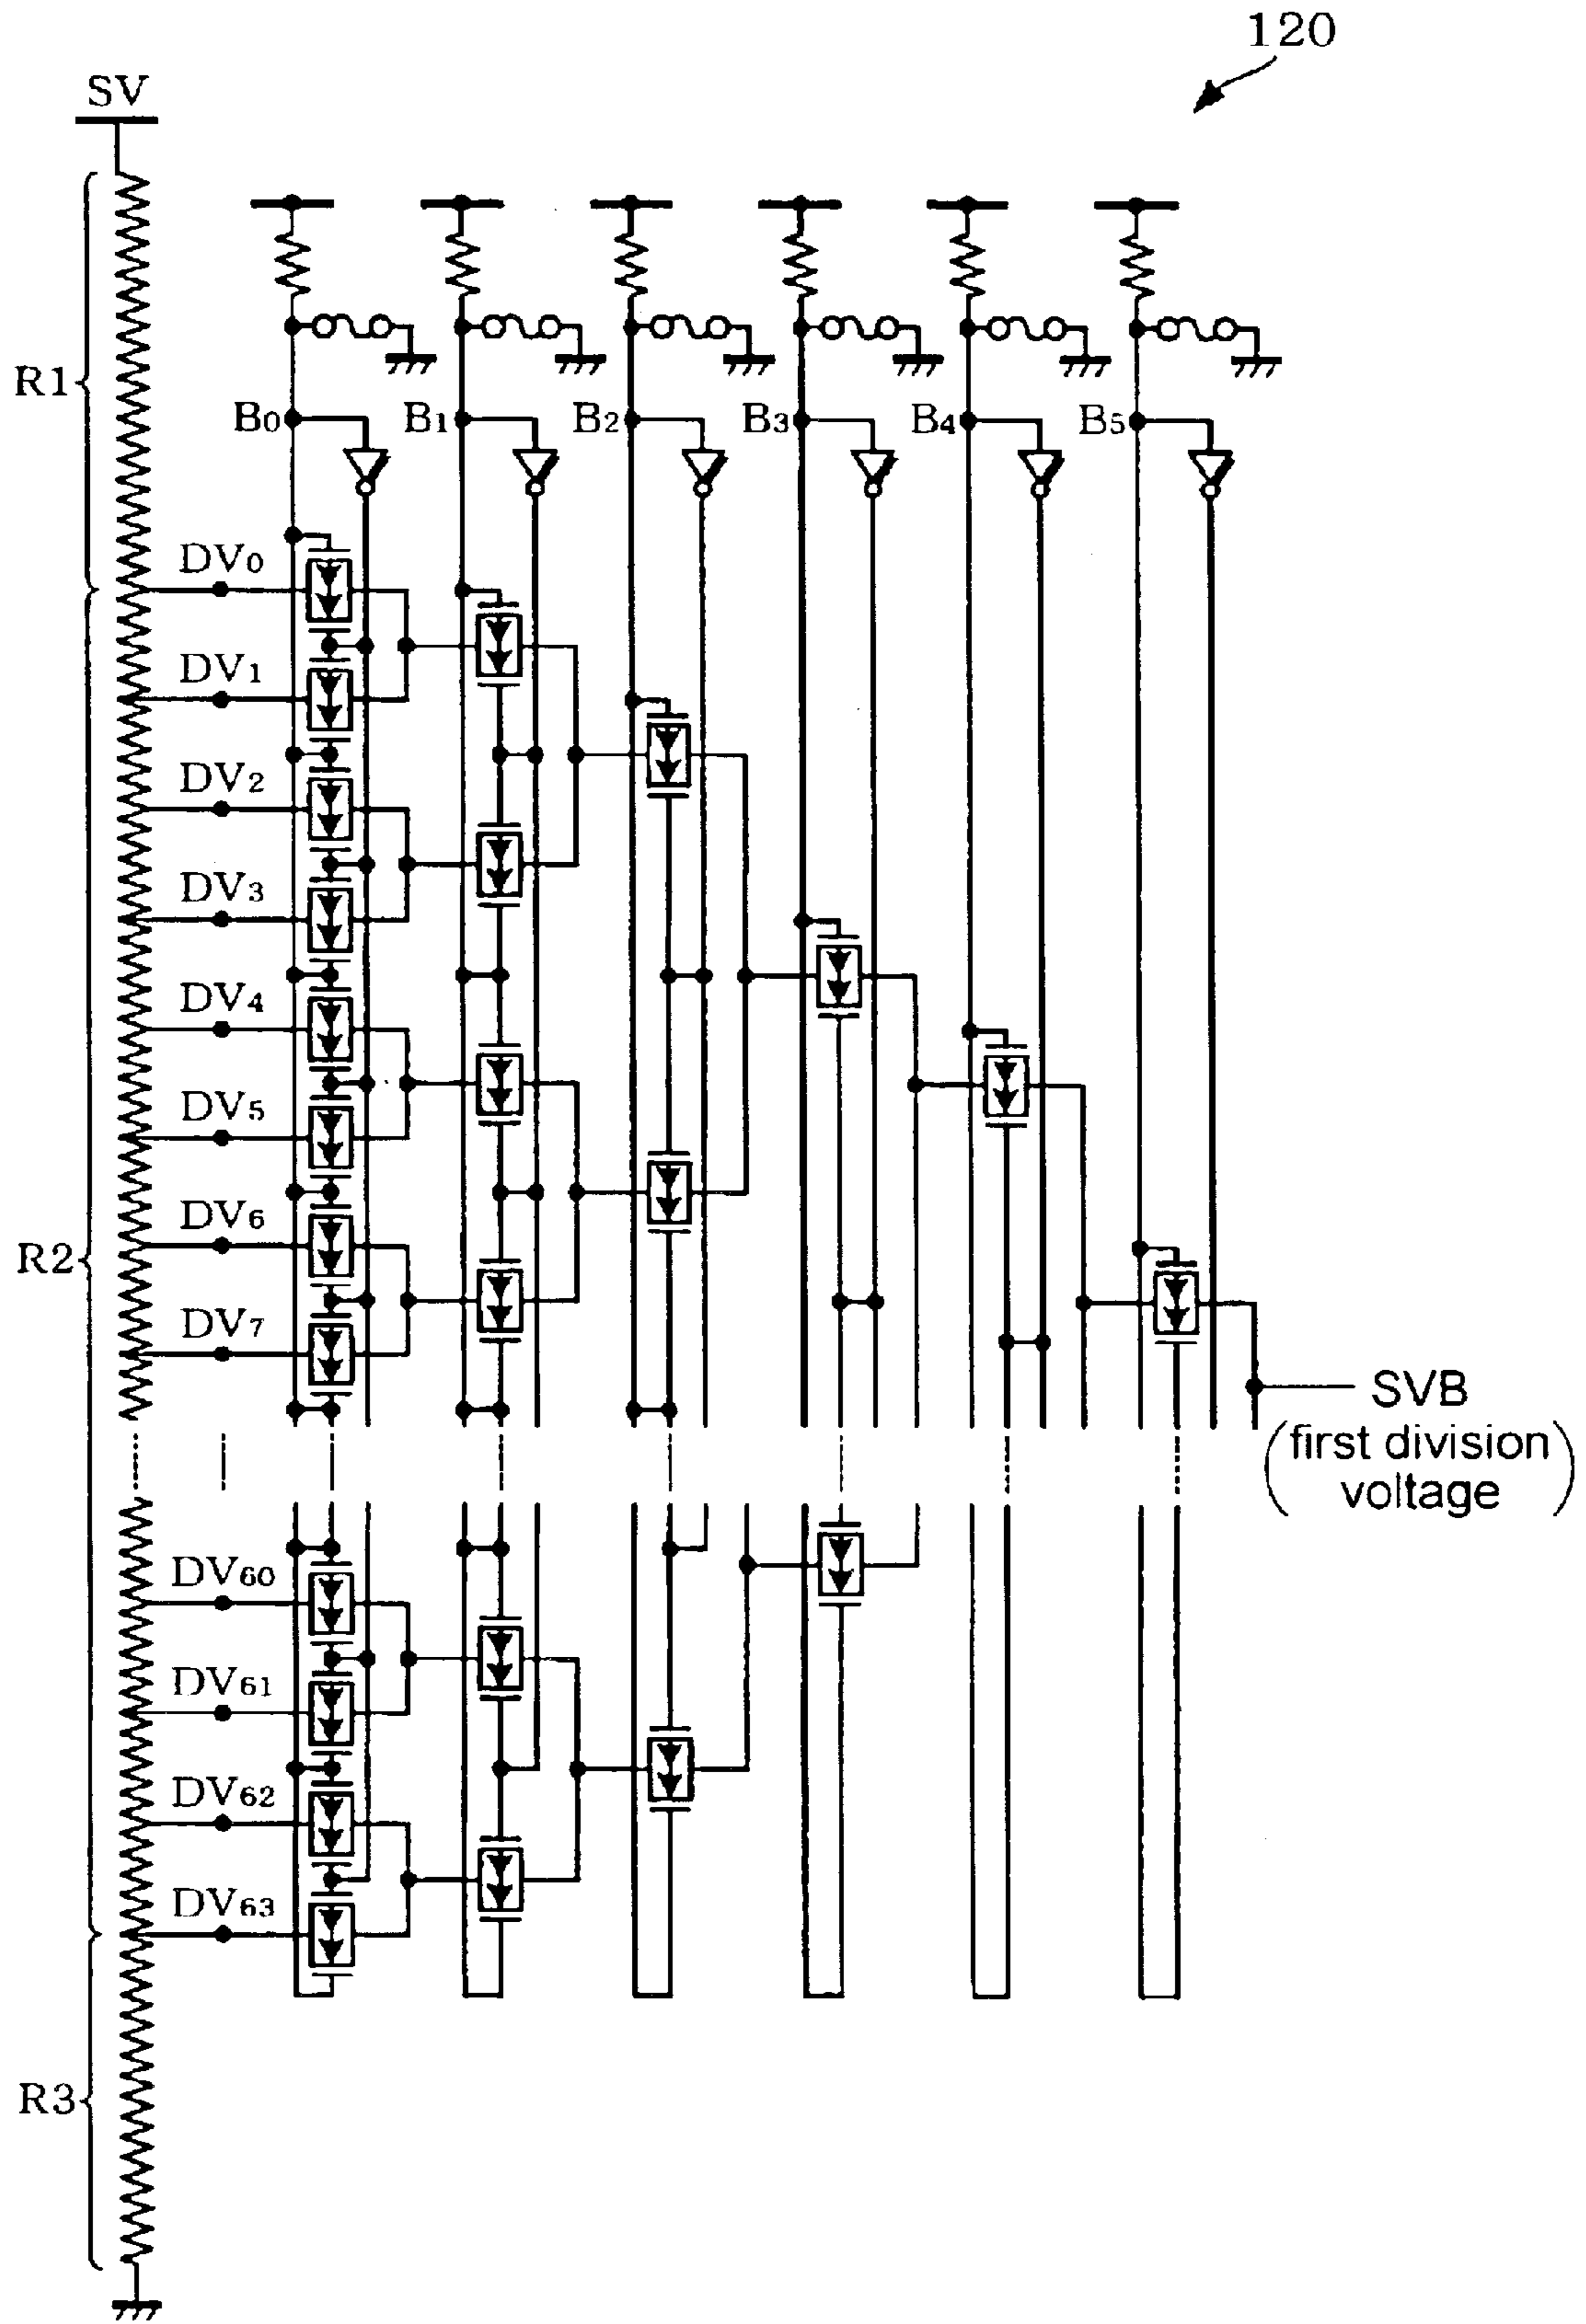 120
SV
R1
B0 B1 B2 B3 B4 B5
DV0
DV1
DV2
DV3
DV4
DV5
DV6
R2
DV7
SVB
(first division
voltage)
DV60
DV61
DV62
DV63
R3